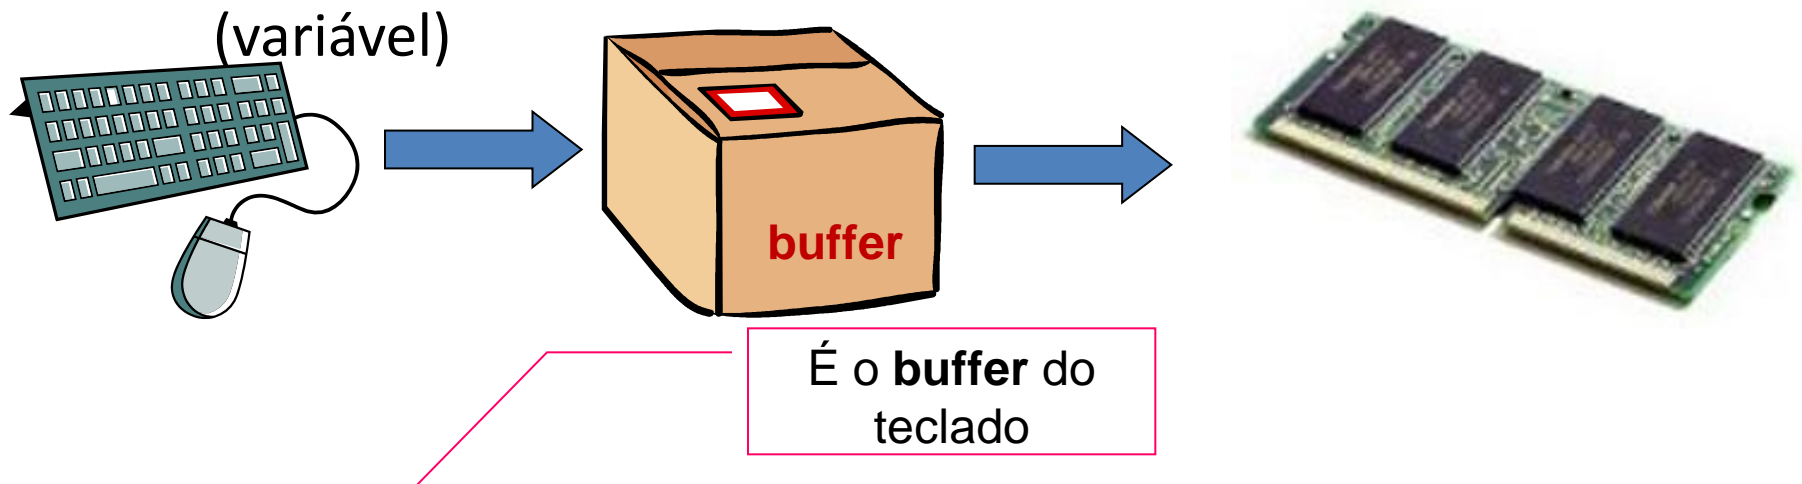 (variável)
buffer
É o buffer do
teclado